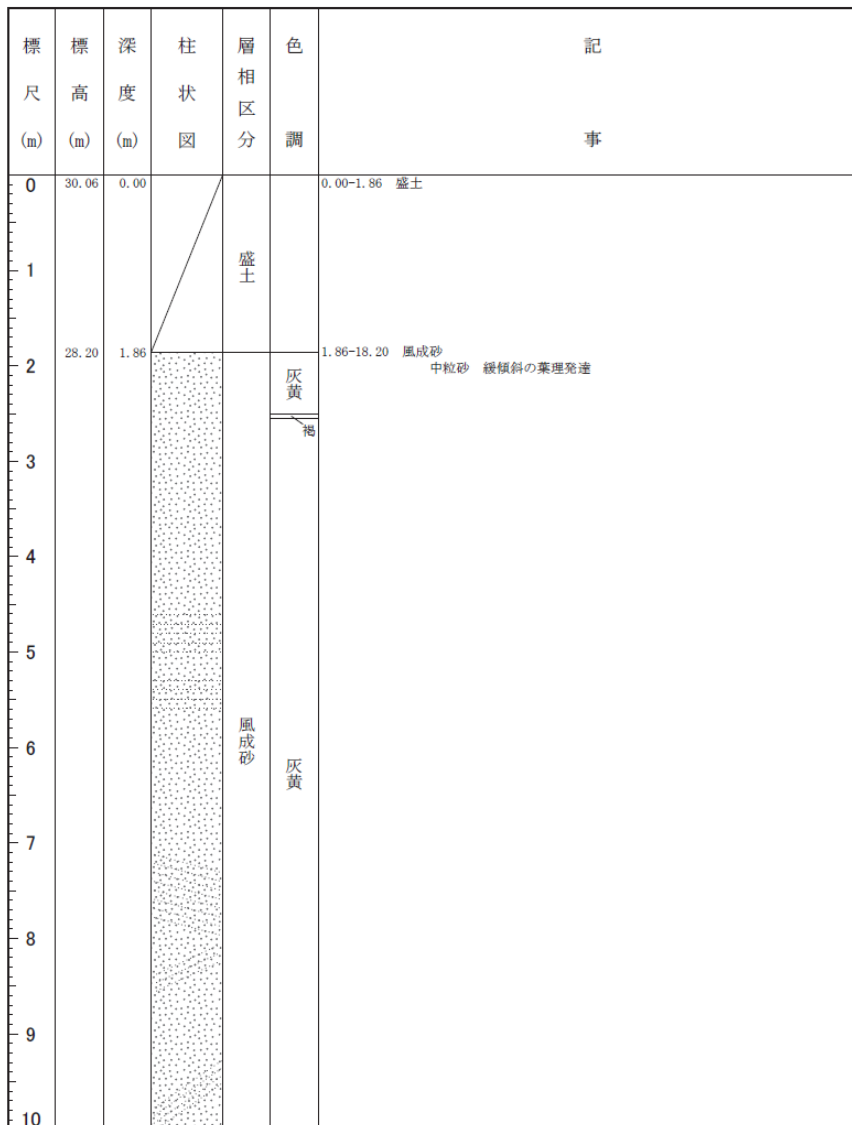 標尺(m)
標高(m)
深度(m)
柱状図
層相区分
色調
記事
0 30.06 0.00 0.00-1.86 盛土
盛土
1
28.20 1.86 1.86-18.20 風成砂
2 中粒砂 緩傾斜の葉理発達
灰黄
褐
3
4
5
風成砂
6
灰黄
7
8
9
10